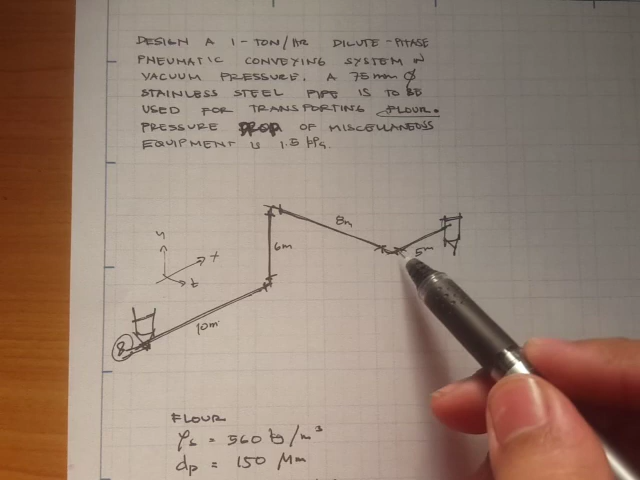 DESIGN A 1-TON/HR DILUTE-PHASE
PNEUMATIC CONVEYING SYSTEM IN
VACUUM PRESSURE. A 75mm Ø
STAINLESS STEEL PIPE IS TO BE
USED FOR TRANSPORTING FLOUR.
PRESSURE DROP OF MISCELLANEOUS
EQUIPMENT IS 1.5 kPa.
8m
y
6m
x
5m
z
10m
FLOUR
ρs = 560 kg/m³
dp = 150 μm